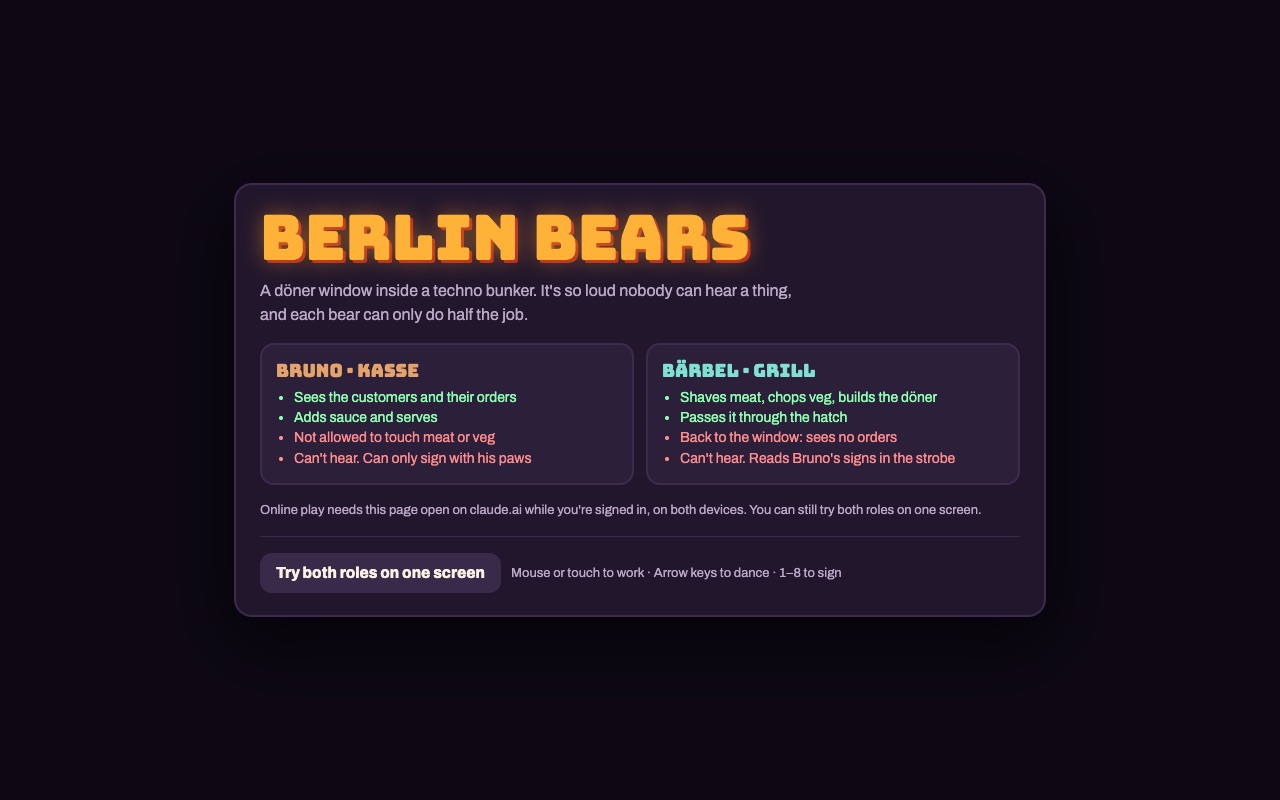 BERLIN BEARS
A döner window inside a techno bunker. It's so loud nobody can hear a thing,
and each bear can only do half the job.
BRUNO · KASSE
• Sees the customers and their orders
• Adds sauce and serves
• Not allowed to touch meat or veg
• Can't hear. Can only sign with his paws
BÄRBEL · GRILL
• Shaves meat, chops veg, builds the döner
• Passes it through the hatch
• Back to the window: sees no orders
• Can't hear. Reads Bruno's signs in the strobe
Online play needs this page open on claude.ai while you're signed in, on both devices. You can still try both roles on one screen.
Try both roles on one screen
Mouse or touch to work · Arrow keys to dance · 1–8 to sign